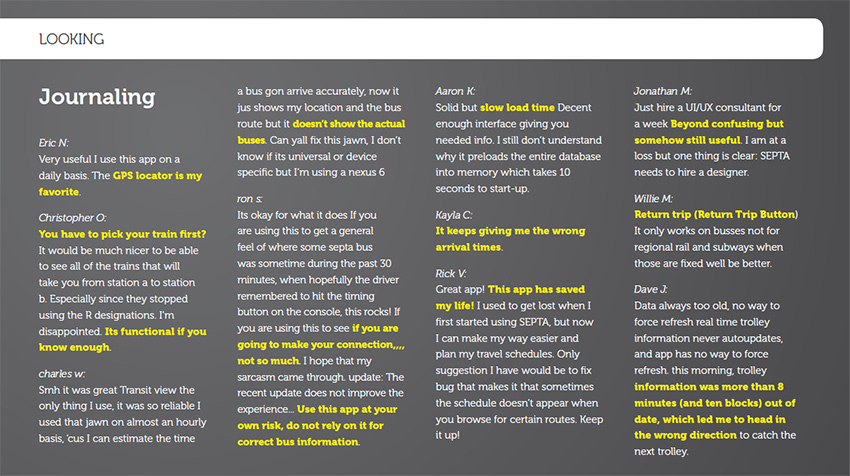 LOOKING
Journaling
Eric N:
Very useful I use this app on a
daily basis. The GPS locator is my
favorite.
Christopher O:
You have to pick your train first?
It would be much nicer to be able
to see all of the trains that will
take you from station a to station
b. Especially since they stopped
using the R designations. I'm
disappointed. Its functional if you
know enough.
charles w:
Smh it was great Transit view the
only thing I use, it was so reliable I
used that jawn on almost an hourly
basis, 'cus I can estimate the time
a bus gon arrive accurately, now it
jus shows my location and the bus
route but it doesn't show the actual
buses. Can yall fix this jawn, I don't
know if its universal or device
specific but I'm using a nexus 6
ron s:
Its okay for what it does If you
are using this to get a general
feel of where some septa bus
was sometime during the past 30
minutes, when hopefully the driver
remembered to hit the timing
button on the console, this rocks! If
you are using this to see if you are
going to make your connection,,,,
not so much. I hope that my
sarcasm came through. update: The
recent update does not improve the
experience... Use this app at your
own risk, do not rely on it for
correct bus information.
Aaron K:
Solid but slow load time Decent
enough interface giving you
needed info. I still don't understand
why it preloads the entire database
into memory which takes 10
seconds to start-up.
Kayla C:
It keeps giving me the wrong
arrival times.
Rick V:
Great app! This app has saved
my life! I used to get lost when I
first started using SEPTA, but now
I can make my way easier and
plan my travel schedules. Only
suggestion I have would be to fix
bug that makes it that sometimes
the schedule doesn't appear when
you browse for certain routes. Keep
it up!
Jonathan M:
Just hire a UI/UX consultant for
a week Beyond confusing but
somehow still useful. I am at a
loss but one thing is clear: SEPTA
needs to hire a designer.
Willie M:
Return trip (Return Trip Button)
It only works on busses not for
regional rail and subways when
those are fixed well be better.
Dave J:
Data always too old, no way to
force refresh real time trolley
information never autoupdates,
and app has no way to force
refresh. this morning, trolley
information was more than 8
minutes (and ten blocks) out of
date, which led me to head in
the wrong direction to catch the
next trolley.